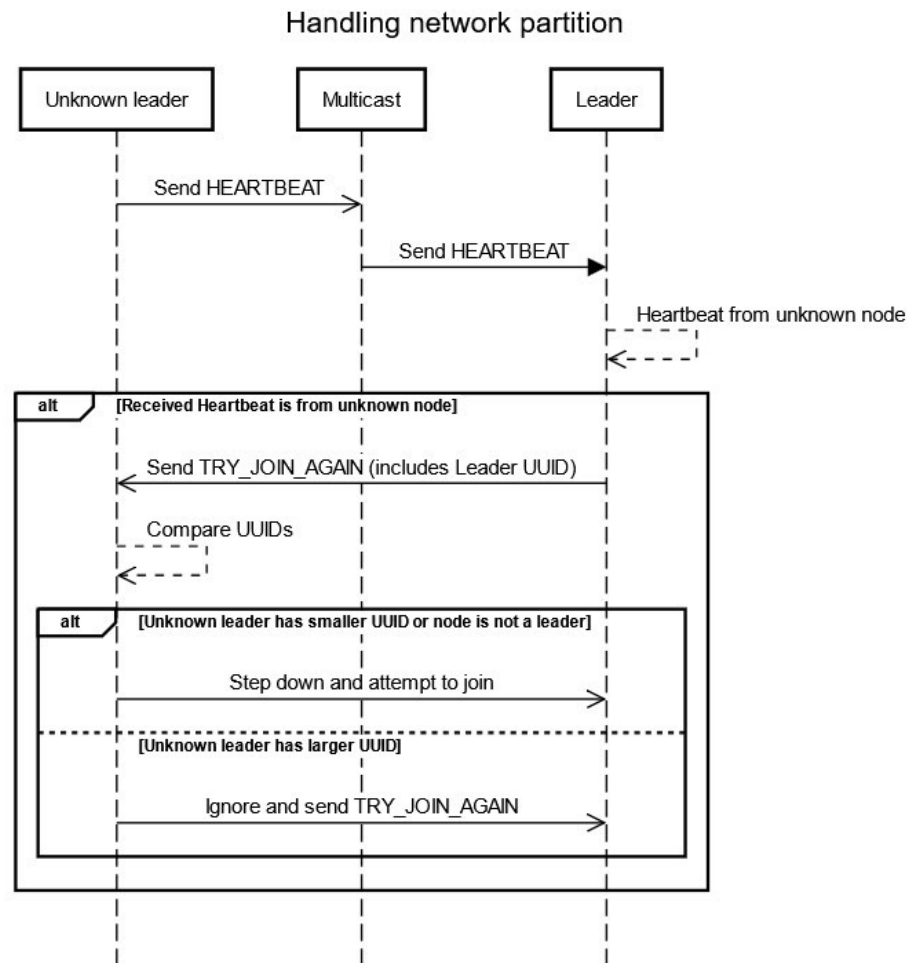 Handling network partition
Unknown leader
Multicast
Leader
Send HEARTBEAT
Send HEARTBEAT
Heartbeat from unknown node
alt
[Received Heartbeat is from unknown node]
Send TRY_JOIN_AGAIN (includes Leader UUID)
Compare UUIDs
alt
[Unknown leader has smaller UUID or node is not a leader]
Step down and attempt to join
[Unknown leader has larger UUID]
Ignore and send TRY_JOIN_AGAIN